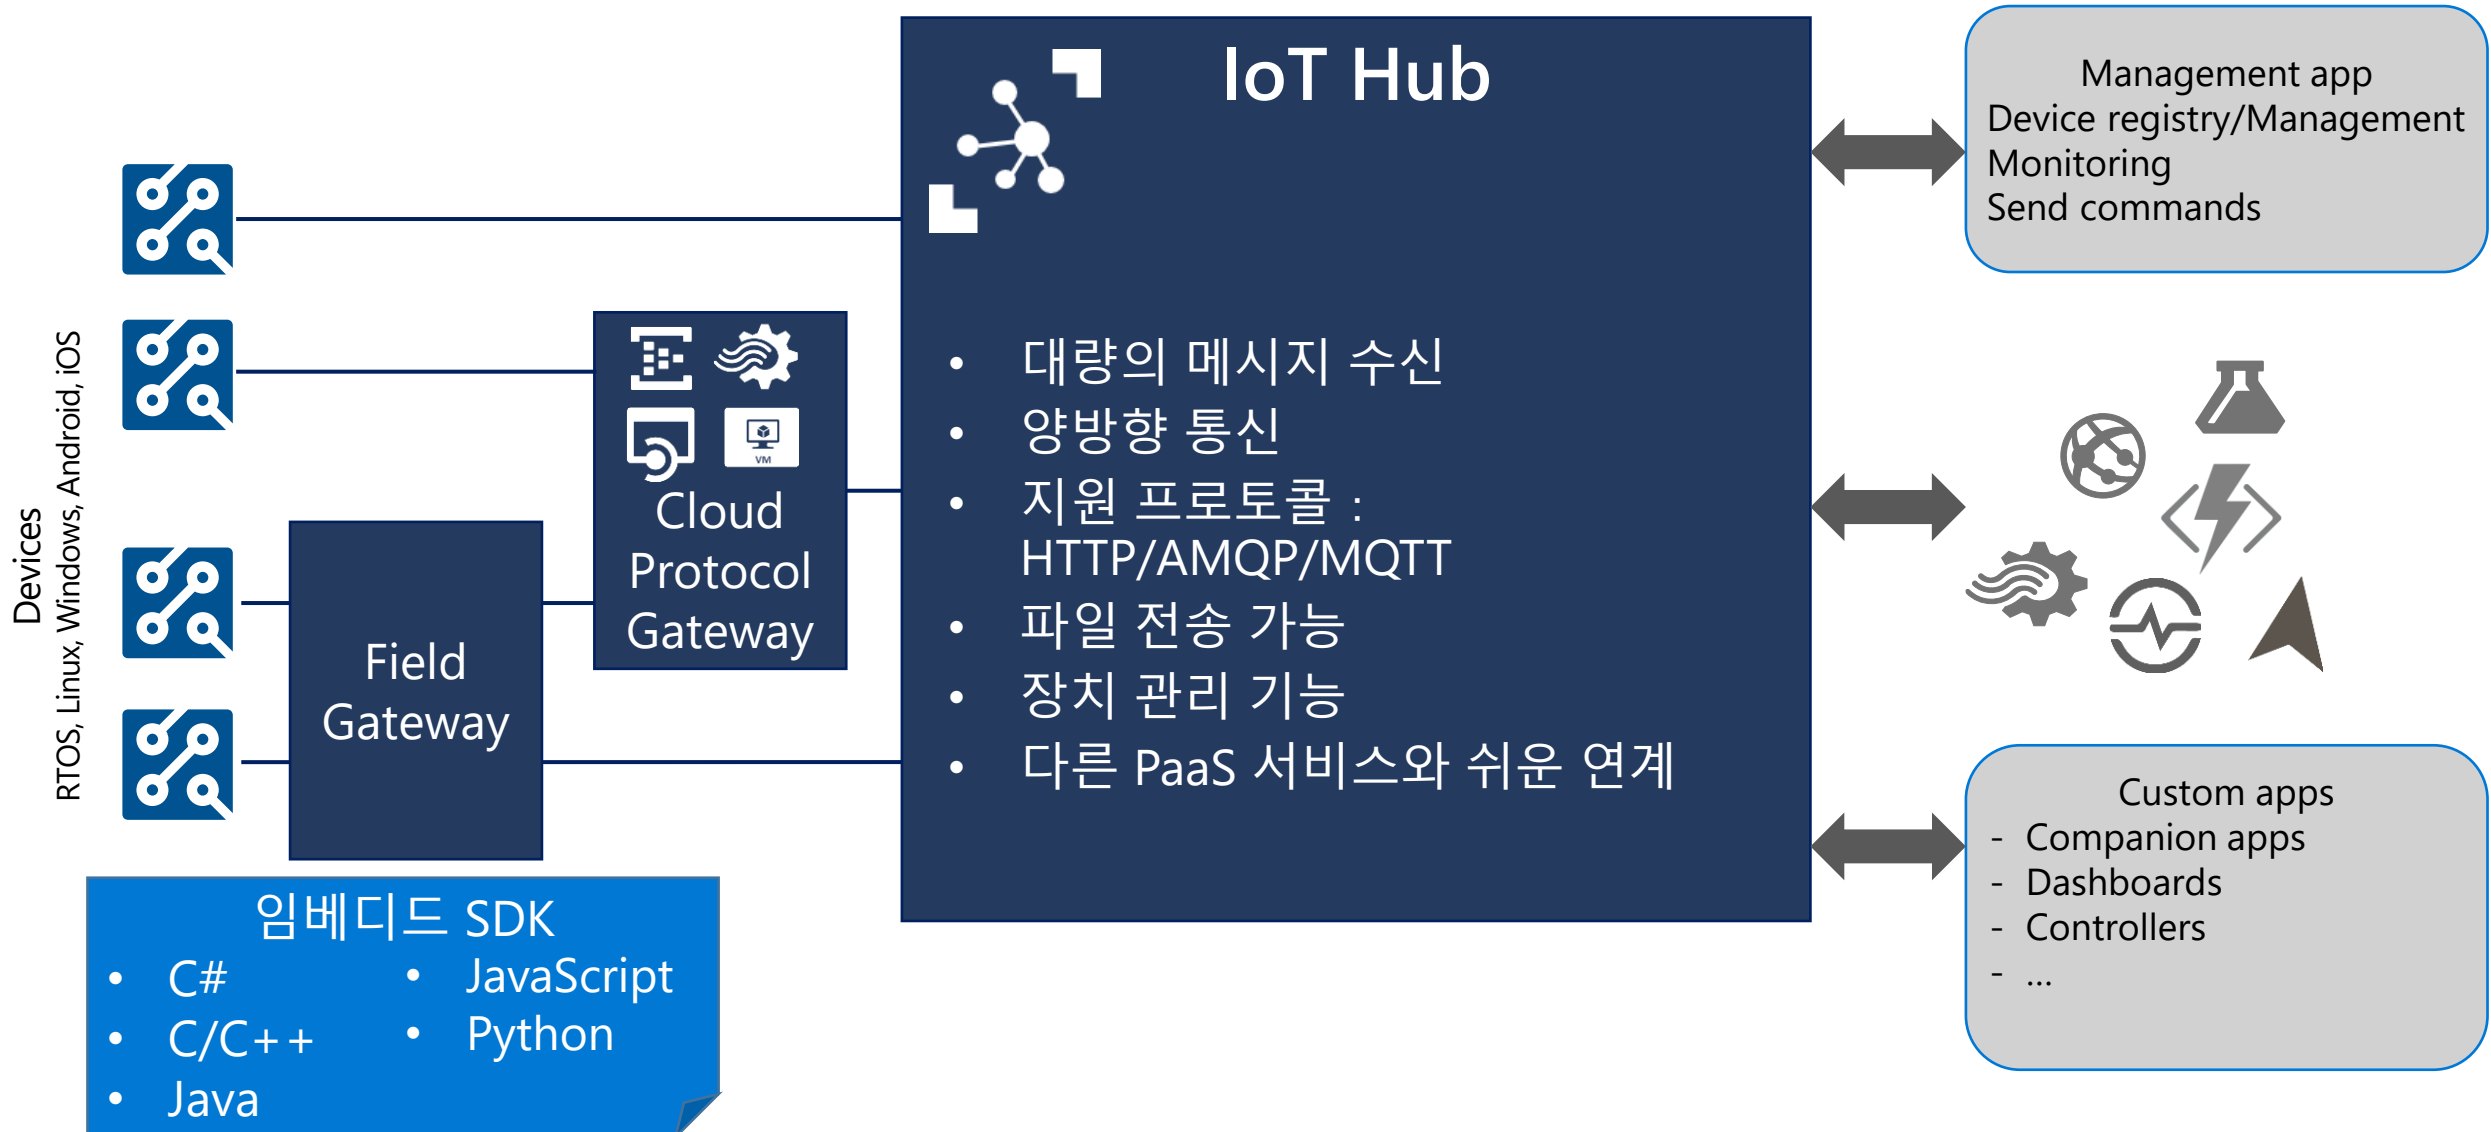 Devices
RTOS, Linux, Windows, Android, iOS
Field
Gateway
VM
Cloud
Protocol
Gateway
임베디드 SDK
• C#
• C/C++
• Java
• JavaScript
• Python
IoT Hub
• 대량의 메시지 수신
• 양방향 통신
• 지원 프로토콜 :
HTTP/AMQP/MQTT
• 파일 전송 가능
• 장치 관리 기능
• 다른 PaaS 서비스와 쉬운 연계
Management app
Device registry/Management
Monitoring
Send commands
Custom apps
- Companion apps
- Dashboards
- Controllers
- ...